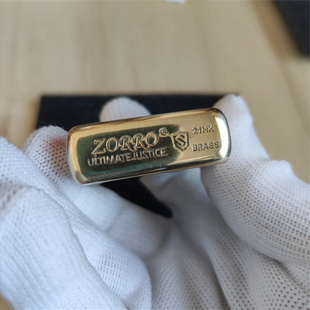 ZORRO®
ULTIMATE JUSTICE
21HK
BRASS